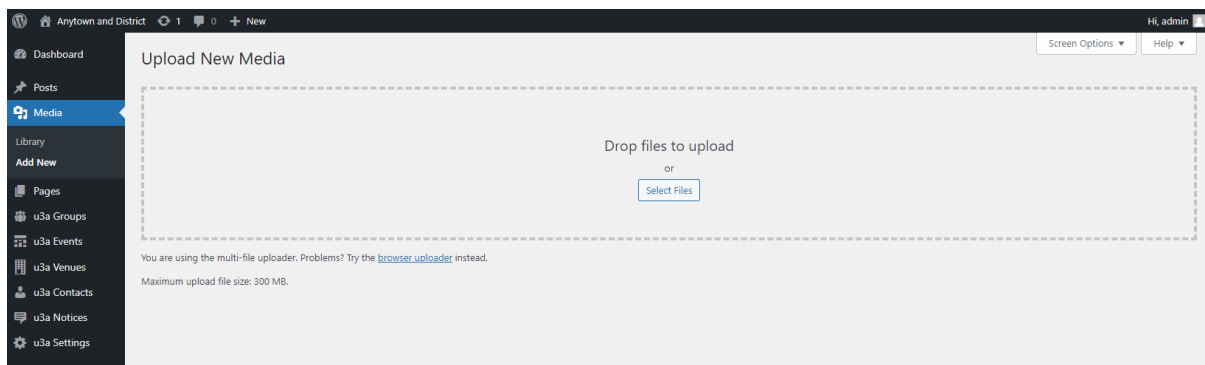 Anytown and District 1 0 New Hi, admin
Screen Options Help
Dashboard
Upload New Media
Posts
Media
Library
Add New
Pages
u3a Groups
u3a Events
u3a Venues
u3a Contacts
u3a Notices
u3a Settings
Drop files to upload
or
Select Files
You are using the multi-file uploader. Problems? Try the browser uploader instead.
Maximum upload file size: 300 MB.